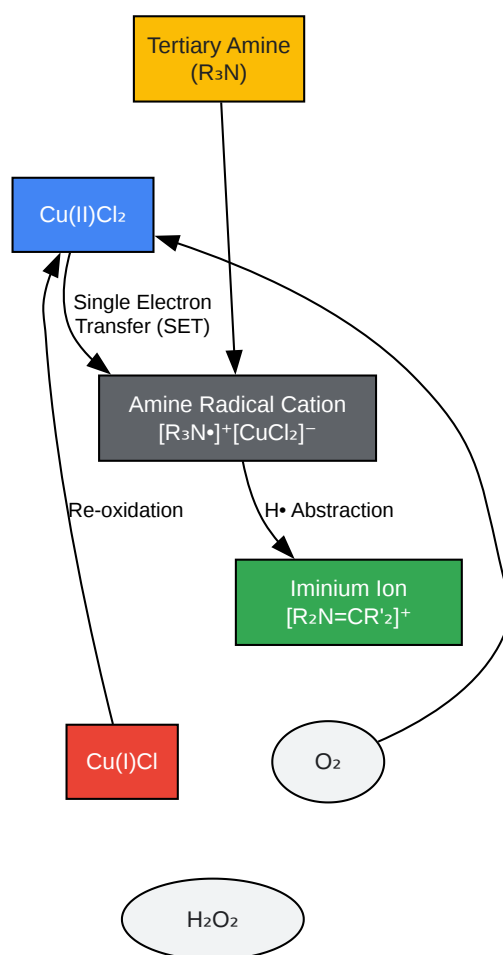 Tertiary Amine
(R₃N)
Cu(II)Cl₂
Single Electron
Transfer (SET)
Amine Radical Cation
[R₃N•]⁺[CuCl₂]⁻
Re-oxidation
H• Abstraction
Iminium Ion
[R₂N=CR'₂]⁺
Cu(I)Cl
O₂
H₂O₂